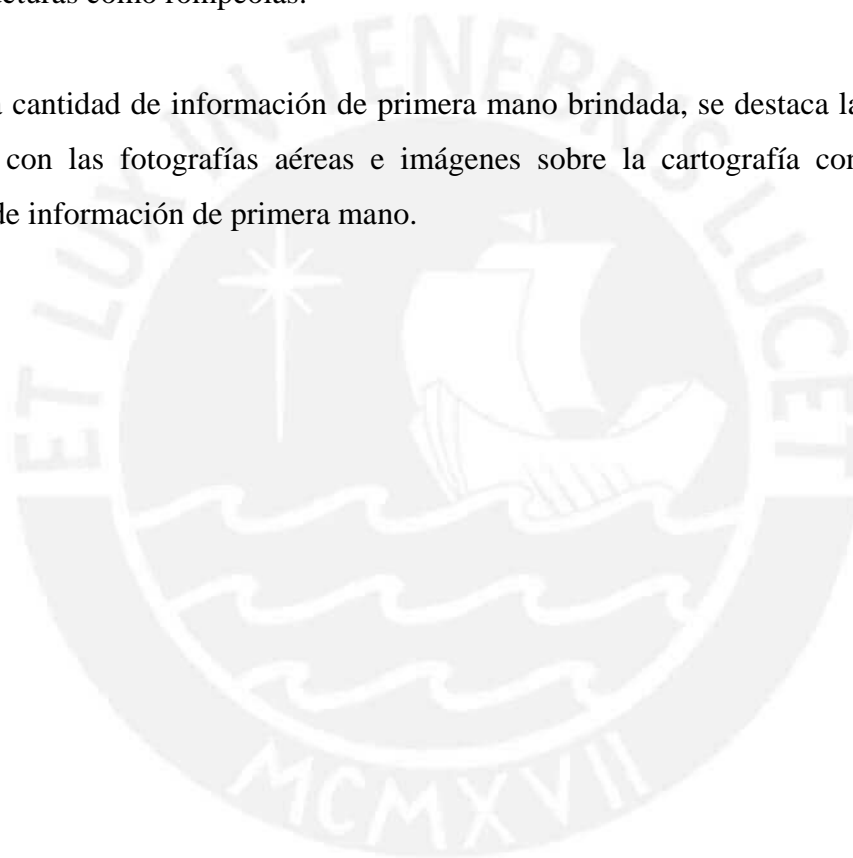 cturas como rompeolas.
cantidad de información de primera mano brindada, se destaca la
con las fotografías aéreas e imágenes sobre la cartografía con
de información de primera mano.
ET LUX IN TENEBRIS LUCET
MCMXVII